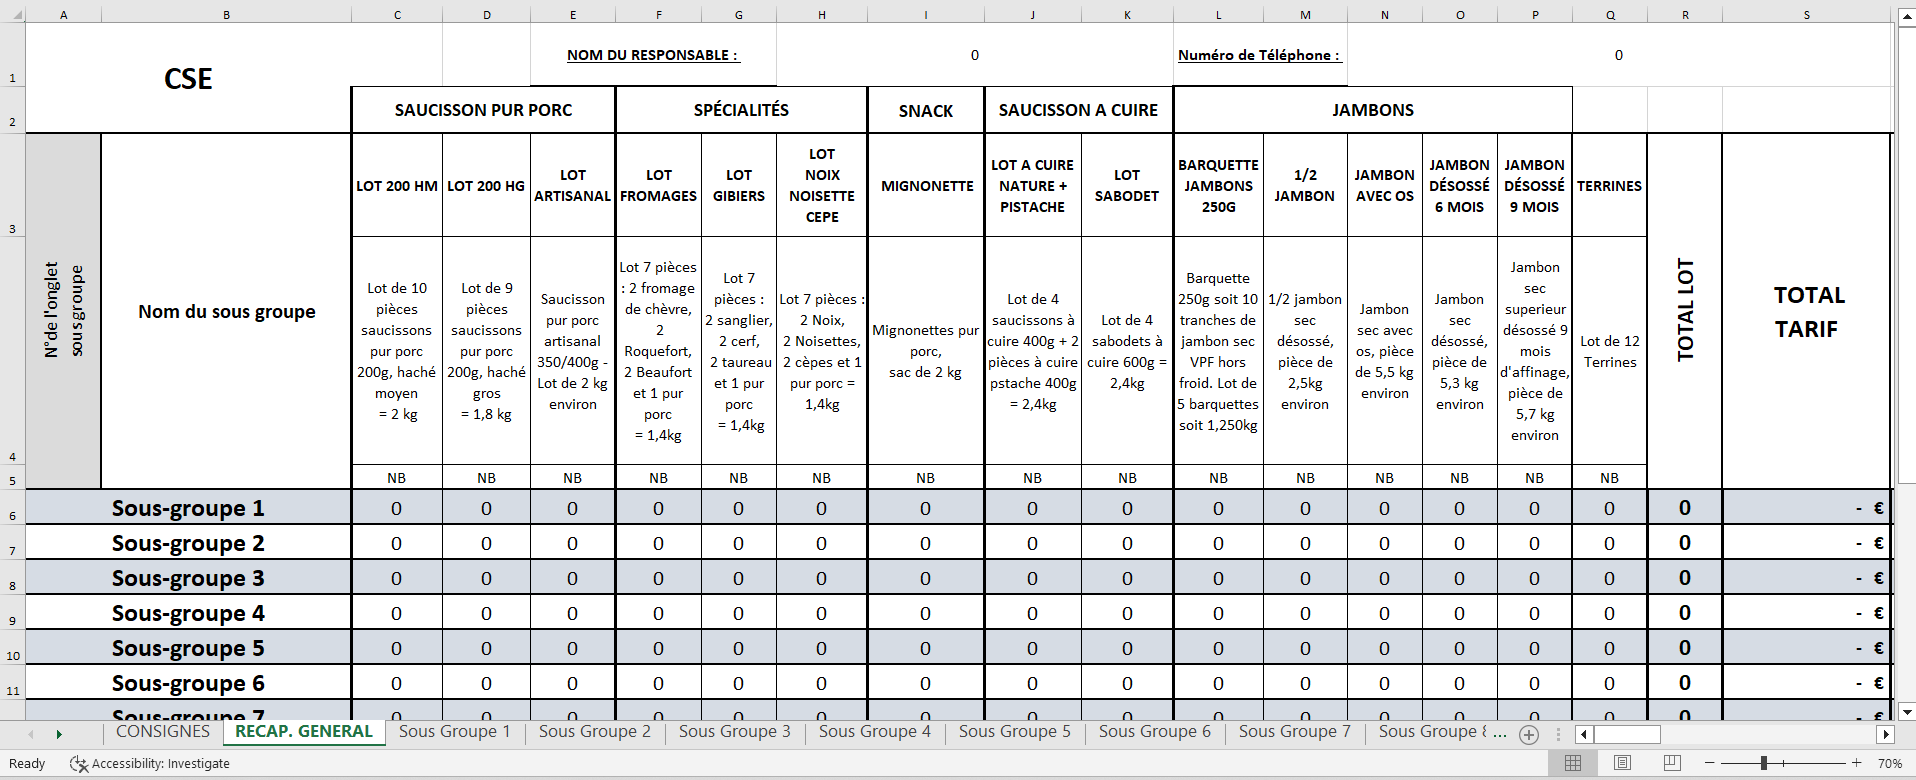 A B C D E F G H I J K L M N O P Q R S
1 CSE NOM DU RESPONSABLE : 0 Numéro de Téléphone : 0
2 SAUCISSON PUR PORC SPÉCIALITÉS SNACK SAUCISSON A CUIRE JAMBONS
3
N°de l'onglet
sous groupe
Nom du sous groupe
LOT 200 HM
LOT 200 HG
LOT
ARTISANAL
LOT
FROMAGES
LOT
GIBIERS
LOT
NOIX
NOISETTE
CEPE
MIGNONETTE
LOT A CUIRE
NATURE +
PISTACHE
LOT
SABODET
BARQUETTE
JAMBONS
250G
1/2
JAMBON
JAMBON
AVEC OS
JAMBON
DÉSOSSÉ
6 MOIS
JAMBON
DÉSOSSÉ
9 MOIS
TERRINES
TOTAL LOT
TOTAL
TARIF
4
Lot de 10
pièces
saucissons
pur porc
200g, haché
moyen
= 2 kg
Lot de 9
pièces
saucissons
pur porc
200g, haché
gros
= 1,8 kg
Saucisson
pur porc
artisanal
350/400g -
Lot de 2 kg
environ
Lot 7 pièces
: 2 fromage
de chèvre,
2
Roquefort,
2 Beaufort
et 1 pur
porc
= 1,4kg
Lot 7
pièces :
2 sanglier,
2 cerf,
2 taureau
et 1 pur
porc
= 1,4kg
Lot 7 pièces :
2 Noix,
2 Noisettes,
2 cèpes et 1
pur porc =
1,4kg
Mignonettes pur
porc,
sac de 2 kg
Lot de 4
saucissons à
cuire 400g + 2
pièces à cuire
pstache 400g
= 2,4kg
Lot de 4
sabodets à
cuire 600g =
2,4kg
Barquette
250g soit 10
tranches de
jambon sec
VPF hors
froid. Lot de
5 barquettes
soit 1,250kg
1/2 jambon
sec
désossé,
pièce de
2,5kg
environ
Jambon
sec avec
os, pièce
de 5,5 kg
environ
Jambon
sec
désossé,
pièce de
5,3 kg
environ
Jambon
sec
superieur
désossé 9
mois
d'affinage,
pièce de
5,7 kg
environ
Lot de 12
Terrines
5 NB NB NB NB NB NB NB NB NB NB NB NB NB NB NB
6 Sous-groupe 1 0 0 0 0 0 0 0 0 0 0 0 0 0 0 0 0 - €
7 Sous-groupe 2 0 0 0 0 0 0 0 0 0 0 0 0 0 0 0 0 - €
8 Sous-groupe 3 0 0 0 0 0 0 0 0 0 0 0 0 0 0 0 0 - €
9 Sous-groupe 4 0 0 0 0 0 0 0 0 0 0 0 0 0 0 0 0 - €
10 Sous-groupe 5 0 0 0 0 0 0 0 0 0 0 0 0 0 0 0 0 - €
11 Sous-groupe 6 0 0 0 0 0 0 0 0 0 0 0 0 0 0 0 0 - €
Sous-groupe 7 0 0 0 0 0 0 0 0 0 0 0 0 0 0 0 0 - €
CONSIGNES RECAP. GENERAL Sous Groupe 1 Sous Groupe 2 Sous Groupe 3 Sous Groupe 4 Sous Groupe 5 Sous Groupe 6 Sous Groupe 7 Sous Groupe 8 ...
Ready Accessibility: Investigate 70%